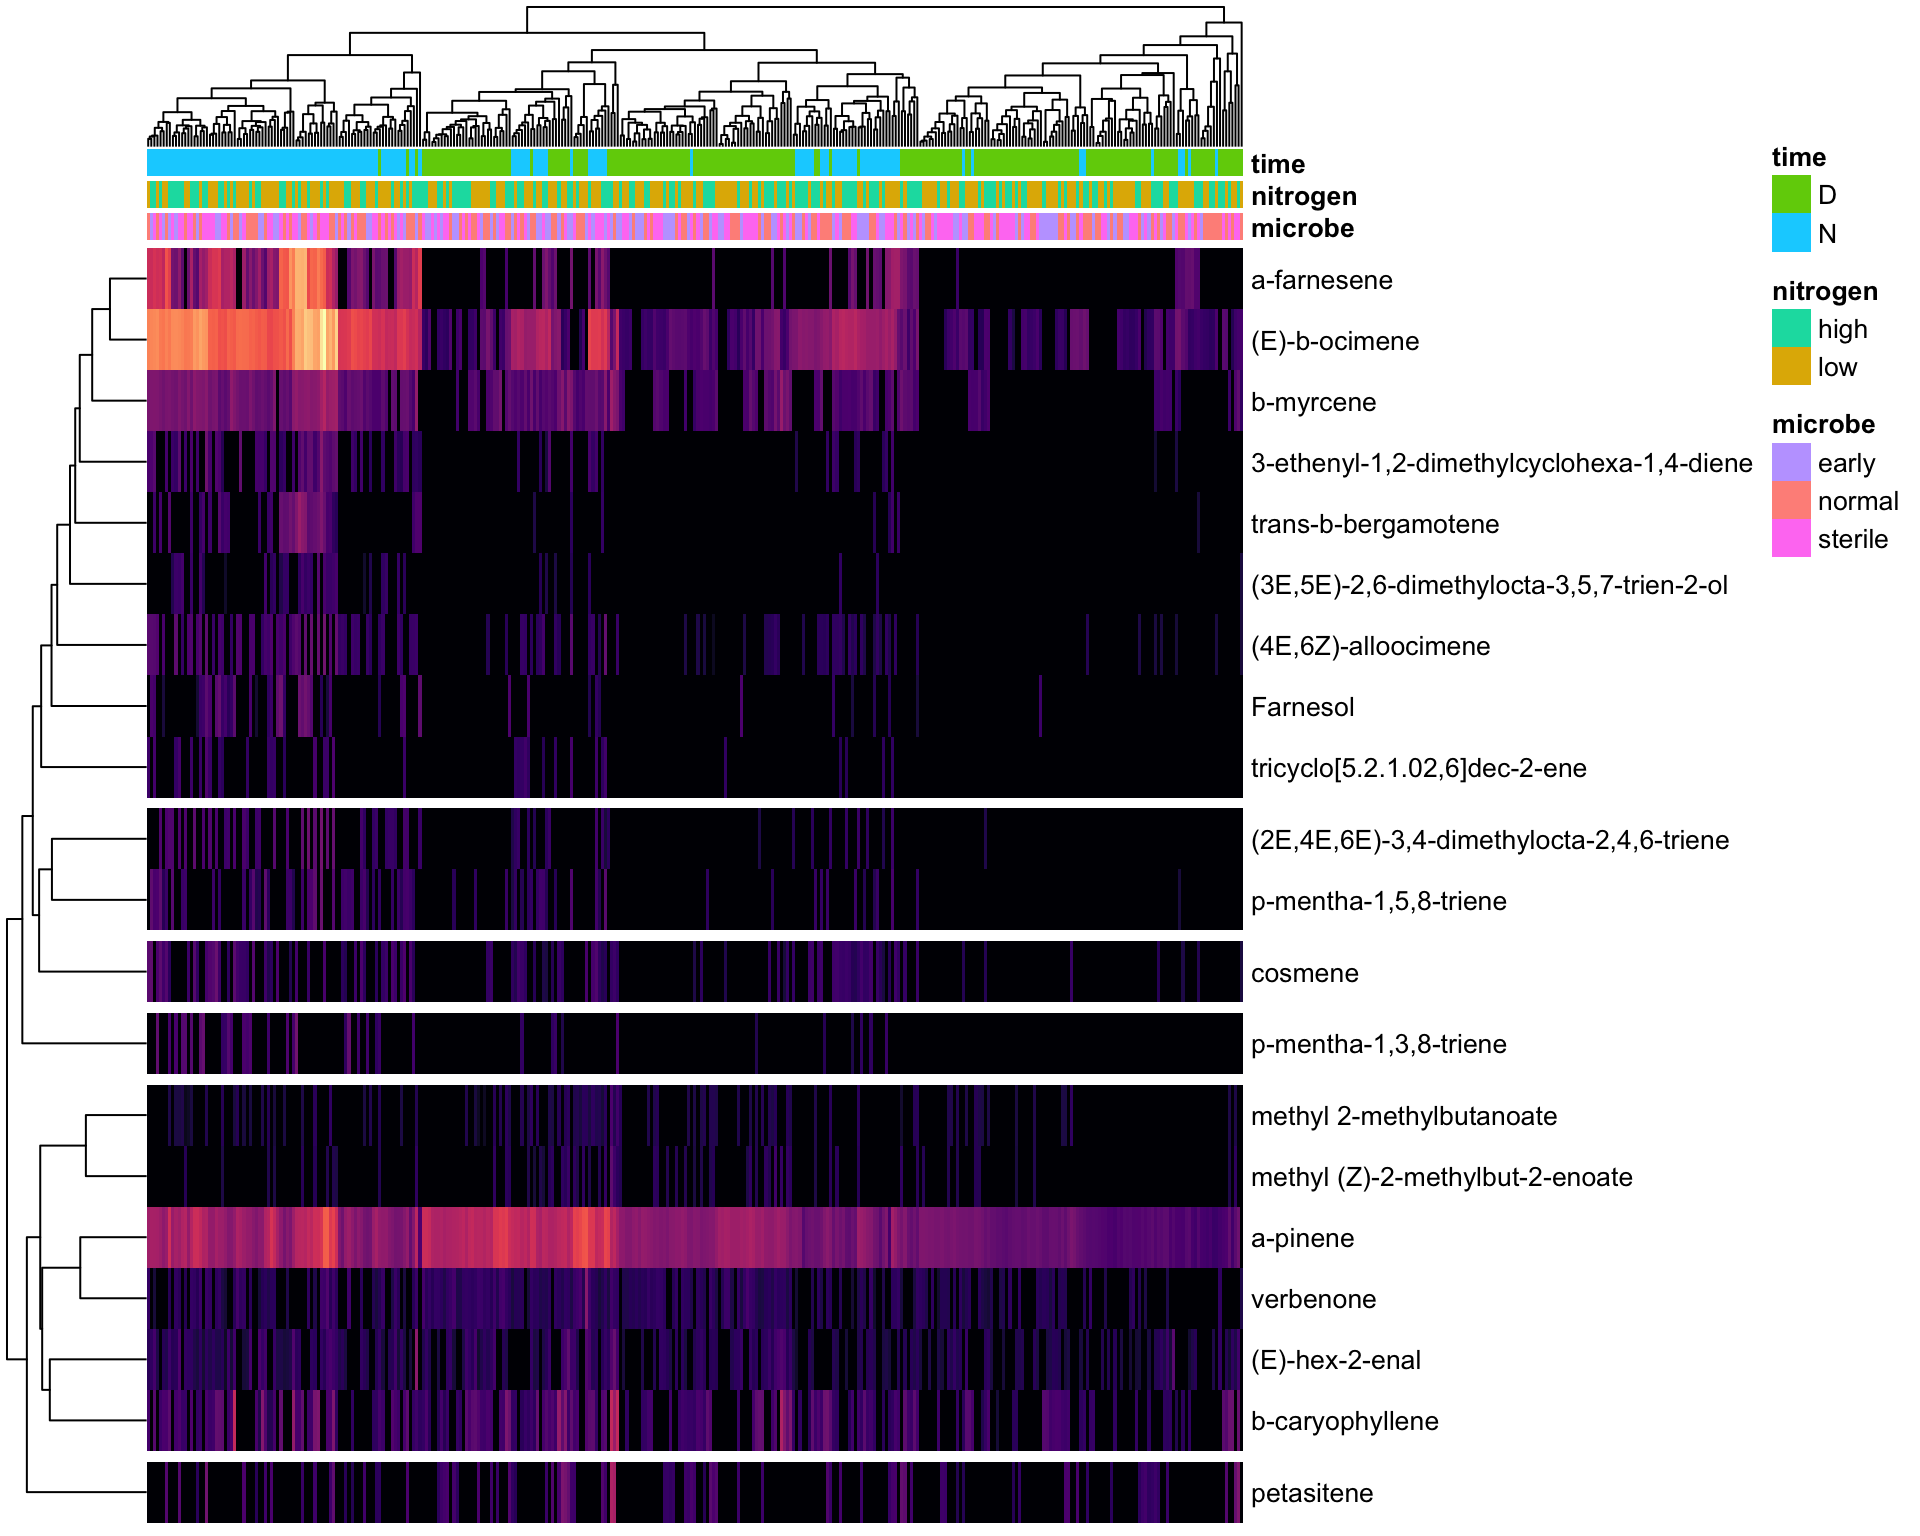 time
nitrogen
microbe
a-farnesene
(E)-b-ocimene
b-myrcene
3-ethenyl-1,2-dimethylcyclohexa-1,4-diene
trans-b-bergamotene
(3E,5E)-2,6-dimethylocta-3,5,7-trien-2-ol
(4E,6Z)-alloocimene
Farnesol
tricyclo[5.2.1.02,6]dec-2-ene
(2E,4E,6E)-3,4-dimethylocta-2,4,6-triene
p-mentha-1,5,8-triene
cosmene
p-mentha-1,3,8-triene
methyl 2-methylbutanoate
methyl (Z)-2-methylbut-2-enoate
a-pinene
verbenone
(E)-hex-2-enal
b-caryophyllene
petasitene
time
D
N
nitrogen
high
low
microbe
early
normal
sterile